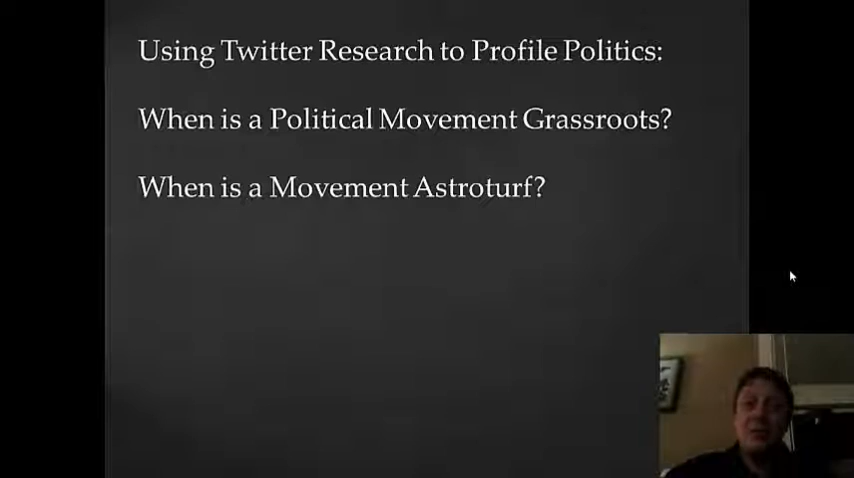 Using Twitter Research to Profile Politics:
When is a Political Movement Grassroots?
When is a Movement Astroturf?